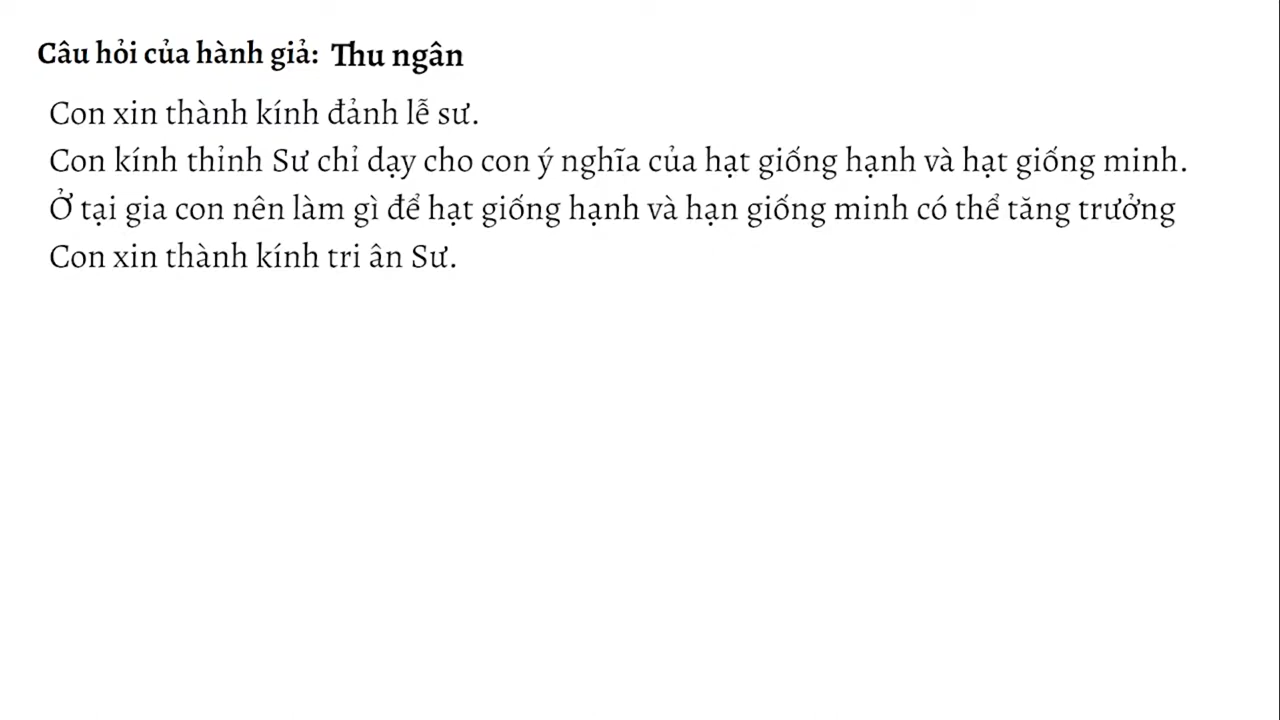 Câu hỏi của hành giả: Thu ngân
Con xin thành kính đảnh lễ sư.
Con kính thỉnh Sư chỉ dạy cho con ý nghĩa của hạt giống hạnh và hạt giống minh.
Ở tại gia con nên làm gì để hạt giống hạnh và hạn giống minh có thể tăng trưởng
Con xin thành kính tri ân Sư.